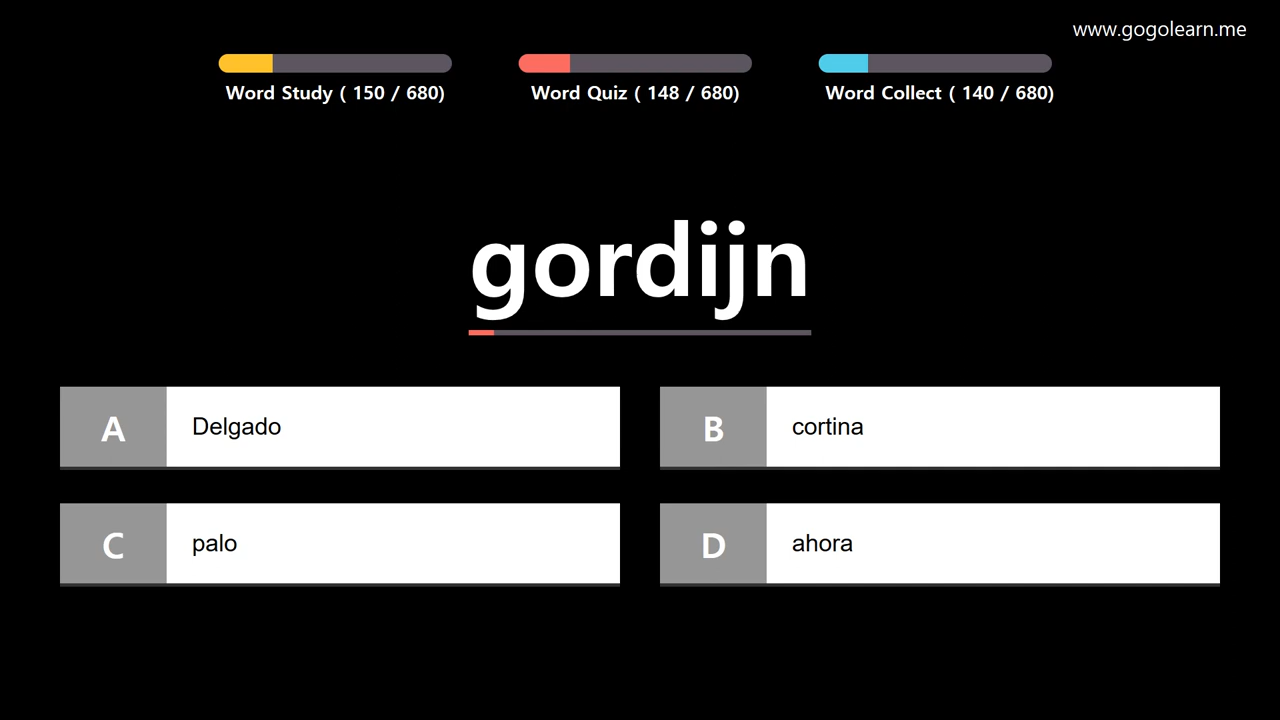 www.gogolearn.me
Word Study ( 150 / 680)
Word Quiz ( 148 / 680)
Word Collect ( 140 / 680)
gordijn
A Delgado
B cortina
C palo
D ahora